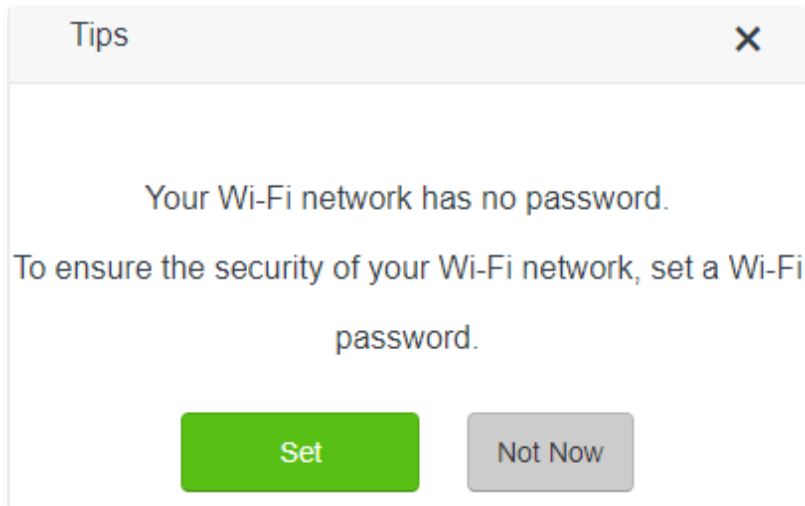 Tips
Your Wi-Fi network has no password.
To ensure the security of your Wi-Fi network, set a Wi-Fi
password.
Set
Not Now